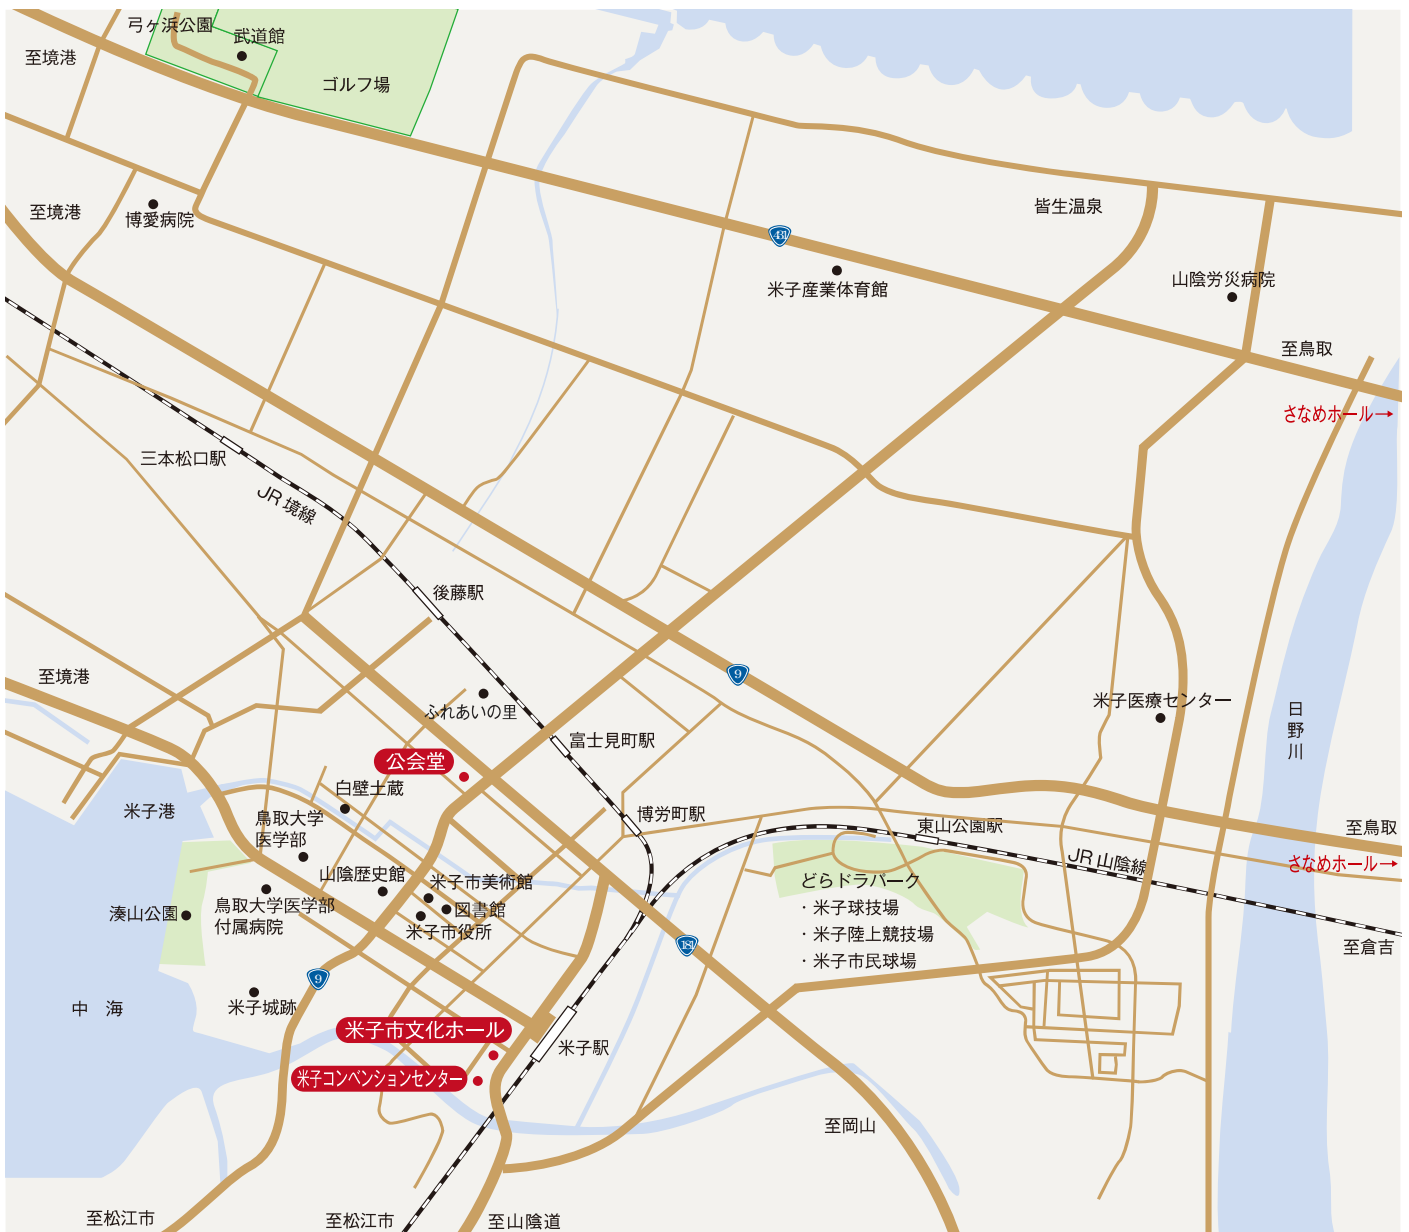 弓ヶ浜公園
武道館
至境港
ゴルフ場
至境港
博愛病院
皆生温泉
431
米子産業体育館
山陰労災病院
至鳥取
さなめホール→
三本松口駅
JR 境線
後藤駅
至境港
ふれあいの里
9
米子医療センター
日野川
富士見町駅
公会堂
白壁土蔵
米子港
鳥取大学
医学部
博労町駅
東山公園駅
至鳥取
JR 山陰線
さなめホール→
山陰歴史館
米子市美術館
どらドラパーク
・米子球技場
・米子陸上競技場
・米子市民球場
鳥取大学医学部
付属病院
湊山公園
図書館
米子市役所
181
至倉吉
9
米子城跡
中 海
米子市文化ホール
米子駅
米子コンベンションセンター
至岡山
至松江市
至松江市
至山陰道